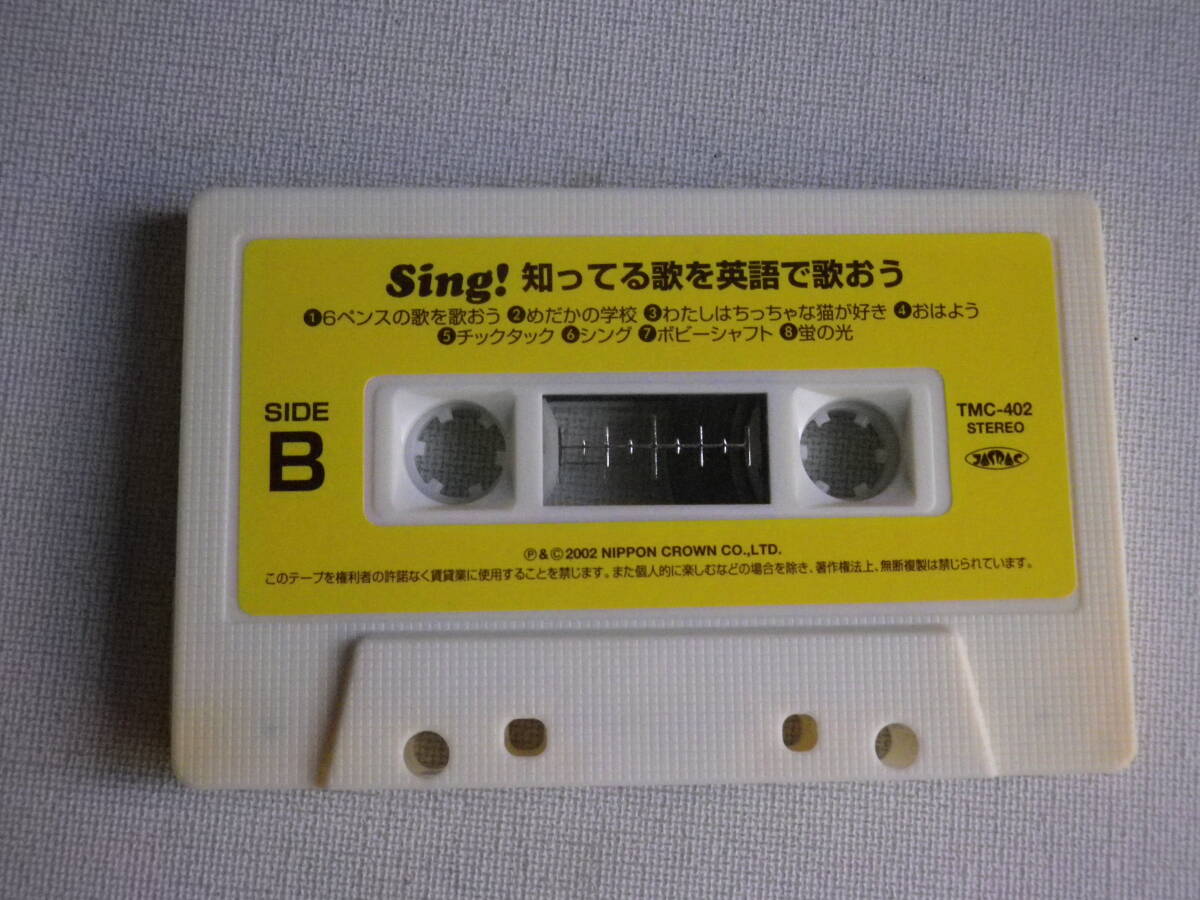 Sing! 知ってる歌を英語で歌おう
❶6ペンスの歌を歌おう ❷めだかの学校 ❸わたしはちっちゃな猫が好き ❹おはよう
❺チックタック ❻シング ❼ボビーシャフト ❽蛍の光
SIDE
B
TMC-402
STEREO
JASRAC
Ⓟ&Ⓒ2002 NIPPON CROWN CO.,LTD.
このテープを権利者の許諾なく賃貸業に使用することを禁じます。また個人的に楽しむなどの場合を除き、著作権法上、無断複製は禁じられています。